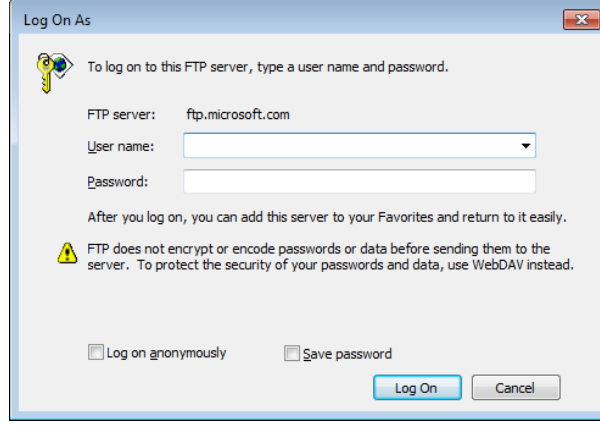 Log On As
To log on to this FTP server, type a user name and password.
FTP server: ftp.microsoft.com
User name:
Password:
After you log on, you can add this server to your Favorites and return to it easily.
FTP does not encrypt or encode passwords or data before sending them to the
server. To protect the security of your passwords and data, use WebDAV instead.
Log on anonymously Save password
Log On Cancel